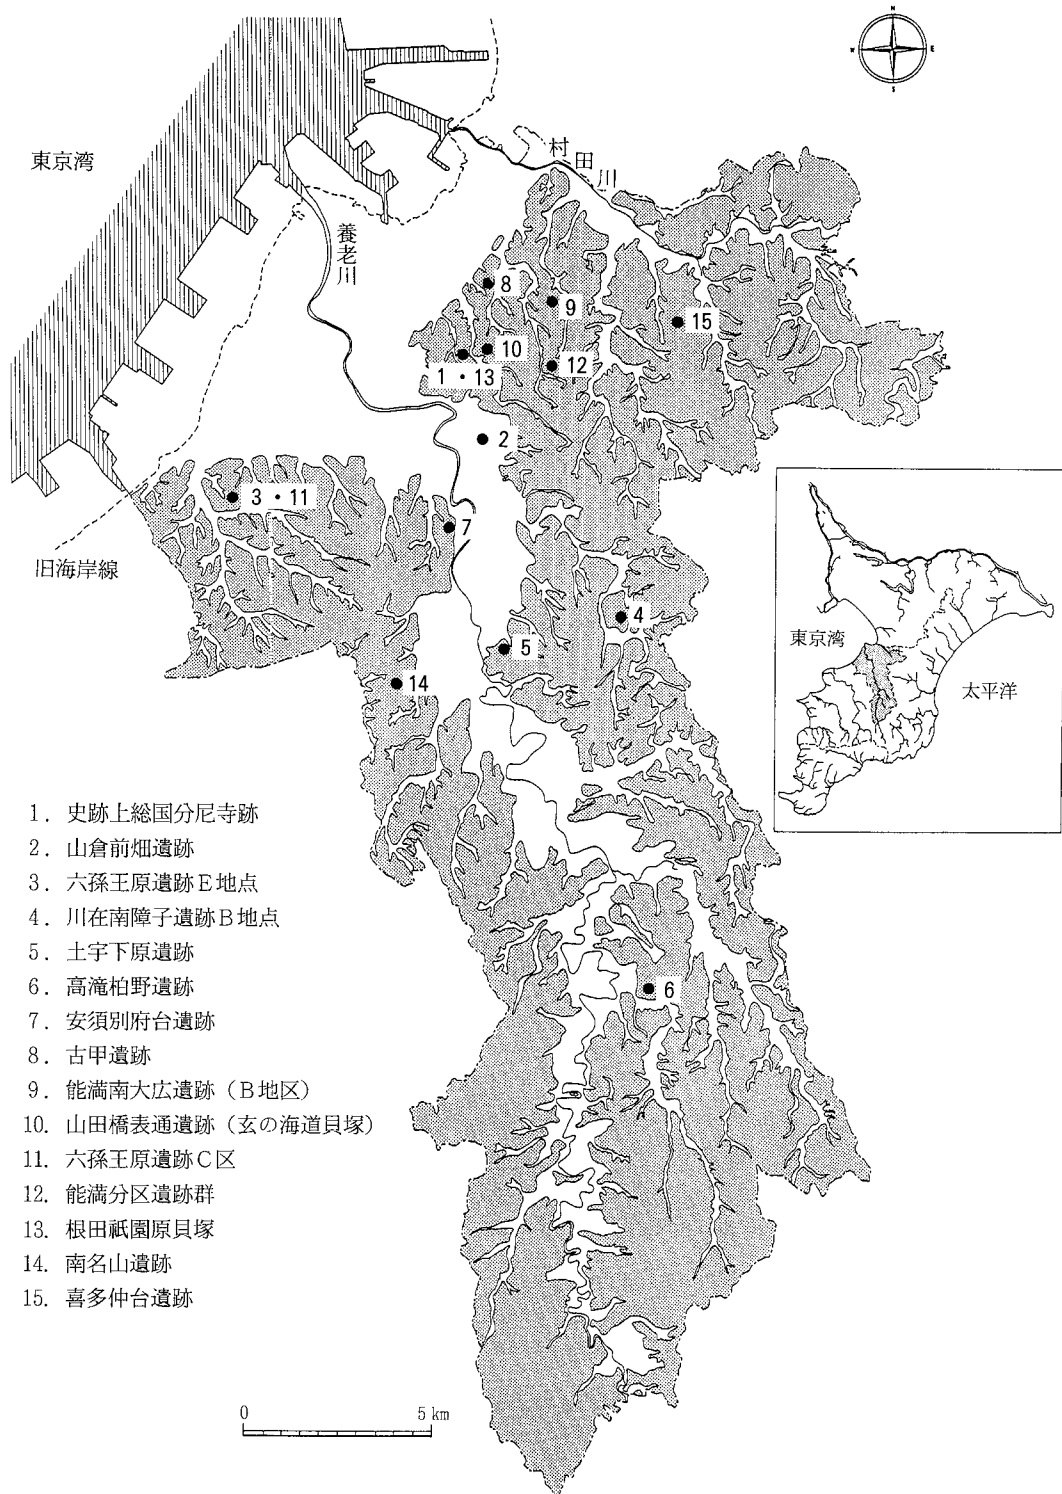 N
W
E
S
東京湾
村田川
養老川
8
9
15
10
1・13
12
2
3・11
7
旧海岸線
4
5
14
6
東京湾
太平洋
1. 史跡上総国分尼寺跡
2. 山倉前畑遺跡
3. 六孫王原遺跡E地点
4. 川在南障子遺跡B地点
5. 土宇下原遺跡
6. 高滝柏野遺跡
7. 安須別府台遺跡
8. 古甲遺跡
9. 能満南大広遺跡（B地区）
10. 山田橋表通遺跡（玄の海道貝塚）
11. 六孫王原遺跡C区
12. 能満分区遺跡群
13. 根田祇園原貝塚
14. 南名山遺跡
15. 喜多仲台遺跡
0 5km